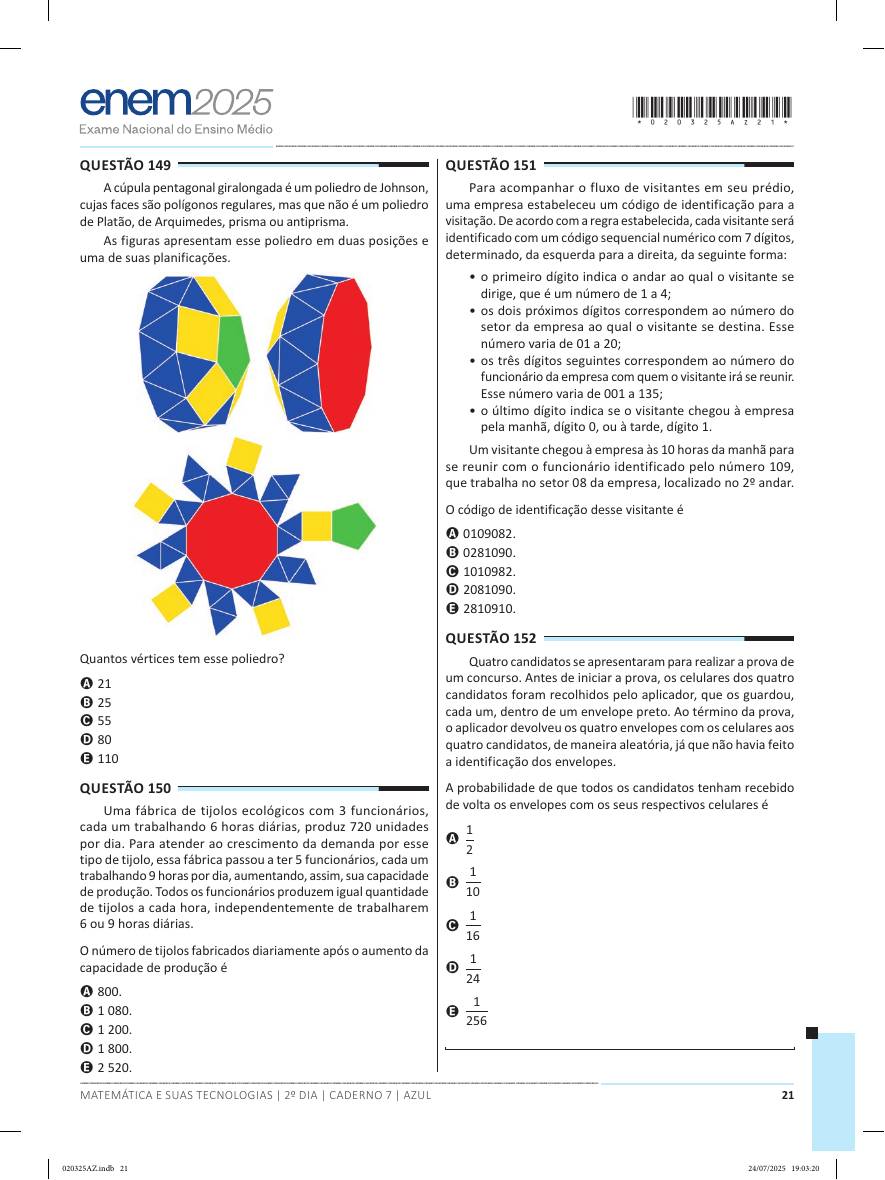 enem2025
Exame Nacional do Ensino Médio
*020325AZ21*
QUESTÃO 149
A cúpula pentagonal giralongada é um poliedro de Johnson,
cujas faces são polígonos regulares, mas que não é um poliedro
de Platão, de Arquimedes, prisma ou antiprisma.
As figuras apresentam esse poliedro em duas posições e
uma de suas planificações.
Quantos vértices tem esse poliedro?
A 21
B 25
C 55
D 80
E 110
QUESTÃO 150
Uma fábrica de tijolos ecológicos com 3 funcionários,
cada um trabalhando 6 horas diárias, produz 720 unidades
por dia. Para atender ao crescimento da demanda por esse
tipo de tijolo, essa fábrica passou a ter 5 funcionários, cada um
trabalhando 9 horas por dia, aumentando, assim, sua capacidade
de produção. Todos os funcionários produzem igual quantidade
de tijolos a cada hora, independentemente de trabalharem
6 ou 9 horas diárias.
O número de tijolos fabricados diariamente após o aumento da
capacidade de produção é
A 800.
B 1 080.
C 1 200.
D 1 800.
E 2 520.
QUESTÃO 151
Para acompanhar o fluxo de visitantes em seu prédio,
uma empresa estabeleceu um código de identificação para a
visitação. De acordo com a regra estabelecida, cada visitante será
identificado com um código sequencial numérico com 7 dígitos,
determinado, da esquerda para a direita, da seguinte forma:
• o primeiro dígito indica o andar ao qual o visitante se
dirige, que é um número de 1 a 4;
• os dois próximos dígitos correspondem ao número do
setor da empresa ao qual o visitante se destina. Esse
número varia de 01 a 20;
• os três dígitos seguintes correspondem ao número do
funcionário da empresa com quem o visitante irá se reunir.
Esse número varia de 001 a 135;
• o último dígito indica se o visitante chegou à empresa
pela manhã, dígito 0, ou à tarde, dígito 1.
Um visitante chegou à empresa às 10 horas da manhã para
se reunir com o funcionário identificado pelo número 109,
que trabalha no setor 08 da empresa, localizado no 2º andar.
O código de identificação desse visitante é
A 0109082.
B 0281090.
C 1010982.
D 2081090.
E 2810910.
QUESTÃO 152
Quatro candidatos se apresentaram para realizar a prova de
um concurso. Antes de iniciar a prova, os celulares dos quatro
candidatos foram recolhidos pelo aplicador, que os guardou,
cada um, dentro de um envelope preto. Ao término da prova,
o aplicador devolveu os quatro envelopes com os celulares aos
quatro candidatos, de maneira aleatória, já que não havia feito
a identificação dos envelopes.
A probabilidade de que todos os candidatos tenham recebido
de volta os envelopes com os seus respectivos celulares é
A 1/2
B 1/10
C 1/16
D 1/24
E 1/256
MATEMÁTICA E SUAS TECNOLOGIAS | 2º DIA | CADERNO 7 | AZUL
21
020325AZ.indb 21
24/07/2025 19:03:20